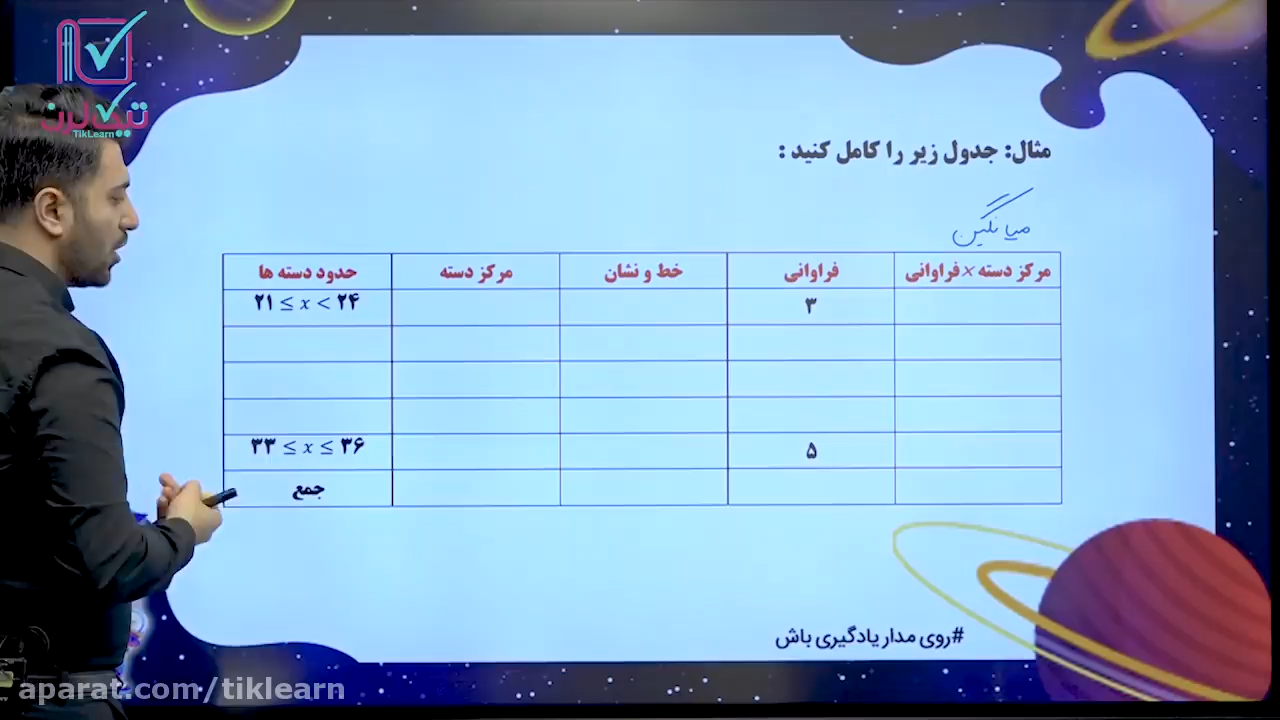 تیک لرن
TikLearn
مثال: جدول زیر را کامل کنید :
میانگین
حدود دسته ها	مرکز دسته	خط و نشان	فراوانی	مرکز دسته × فراوانی
۲۱ ≤ x < ۲۴	۳
۳۳ ≤ x ≤ ۳۶	۵
جمع
#روی مدار یادگیری باش
aparat.com/tiklearn